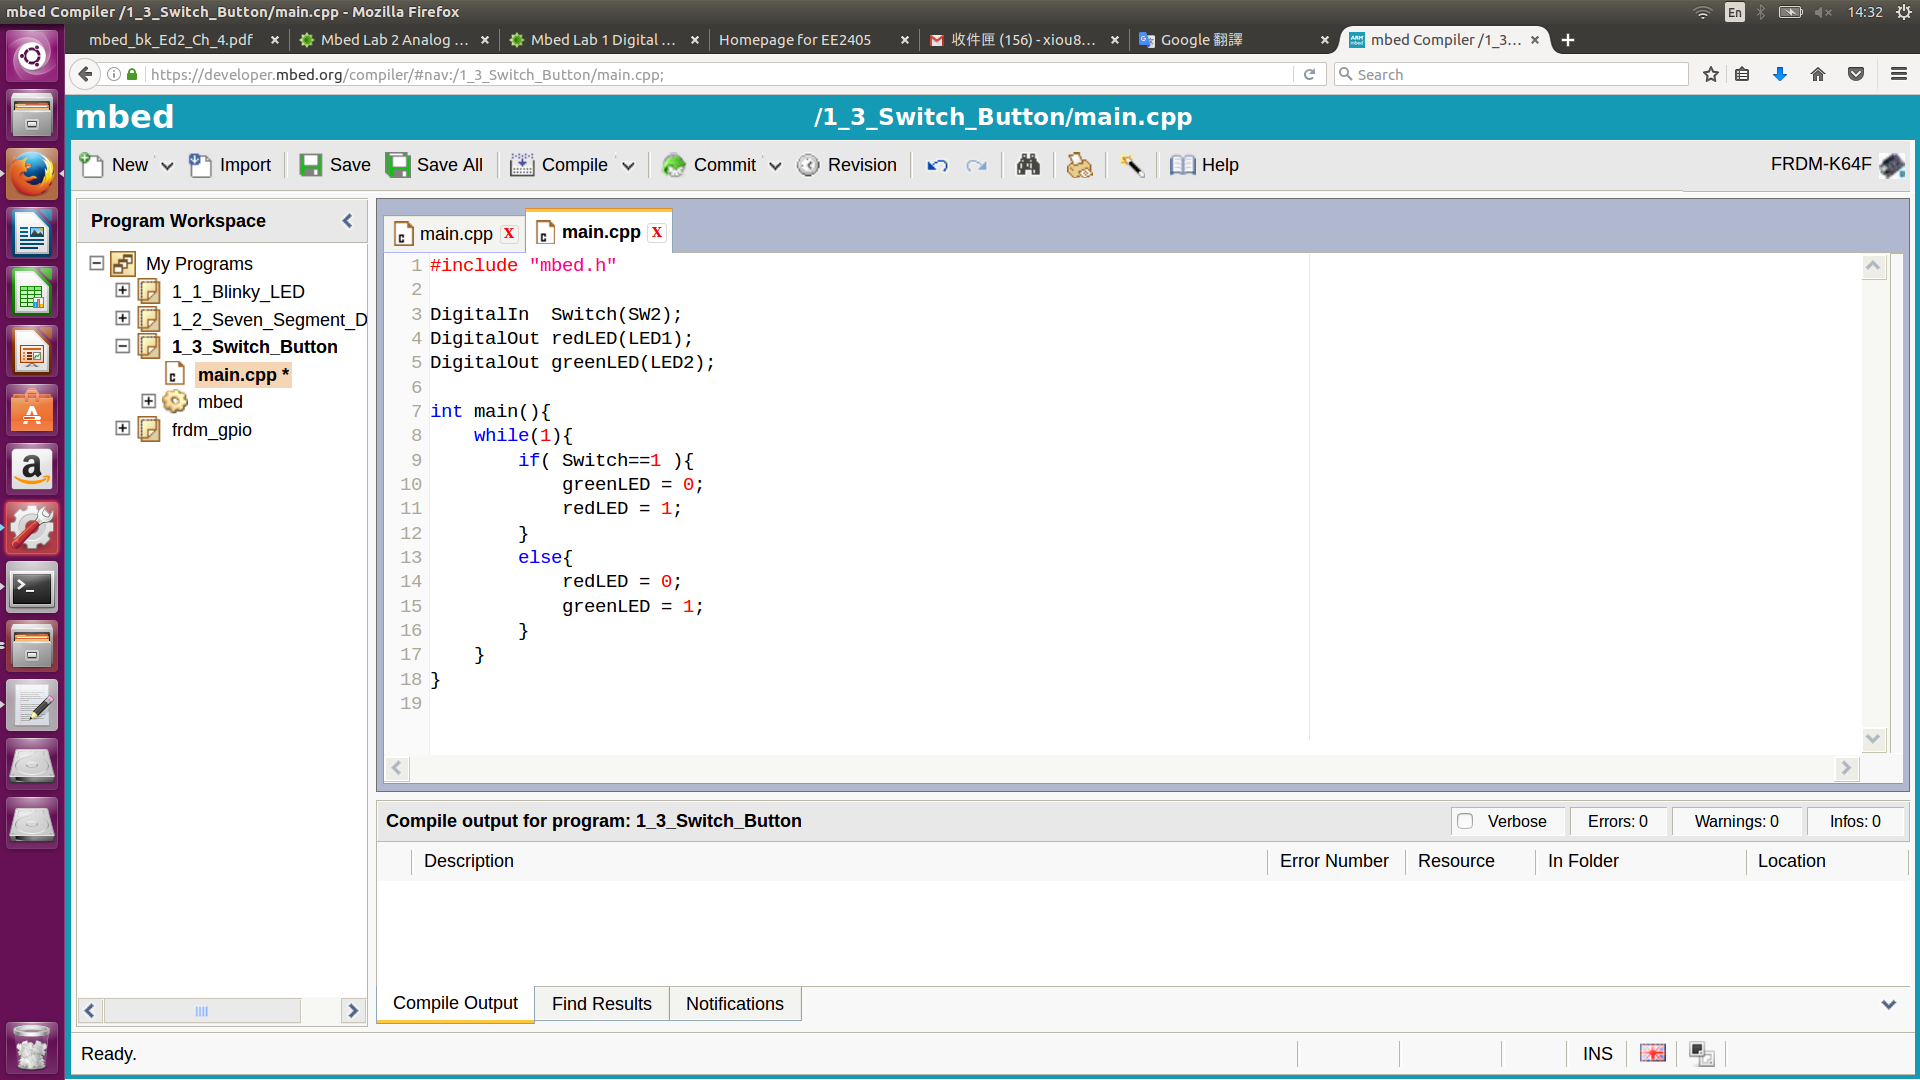 mbed Compiler /1_3_Switch_Button/main.cpp - Mozilla Firefox
En
14:32
mbed_bk_Ed2_Ch_4.pdf
Mbed Lab 2 Analog ...
Mbed Lab 1 Digital ...
Homepage for EE2405
收件匣 (156) - xiou8...
Google 翻譯
mbed Compiler /1_3...
https://developer.mbed.org/compiler/#nav:/1_3_Switch_Button/main.cpp;
Search
mbed
/1_3_Switch_Button/main.cpp
New
Import
Save
Save All
Compile
Commit
Revision
Help
FRDM-K64F
Program Workspace
My Programs
1_1_Blinky_LED
1_2_Seven_Segment_D
1_3_Switch_Button
main.cpp *
mbed
frdm_gpio
main.cpp
main.cpp
1 #include "mbed.h"
2
3 DigitalIn  Switch(SW2);
4 DigitalOut redLED(LED1);
5 DigitalOut greenLED(LED2);
6
7 int main(){
8     while(1){
9         if( Switch==1 ){
10             greenLED = 0;
11             redLED = 1;
12         }
13         else{
14             redLED = 0;
15             greenLED = 1;
16         }
17     }
18 }
19
Compile output for program: 1_3_Switch_Button
Verbose
Errors: 0
Warnings: 0
Infos: 0
Description
Error Number
Resource
In Folder
Location
Compile Output
Find Results
Notifications
Ready.
INS